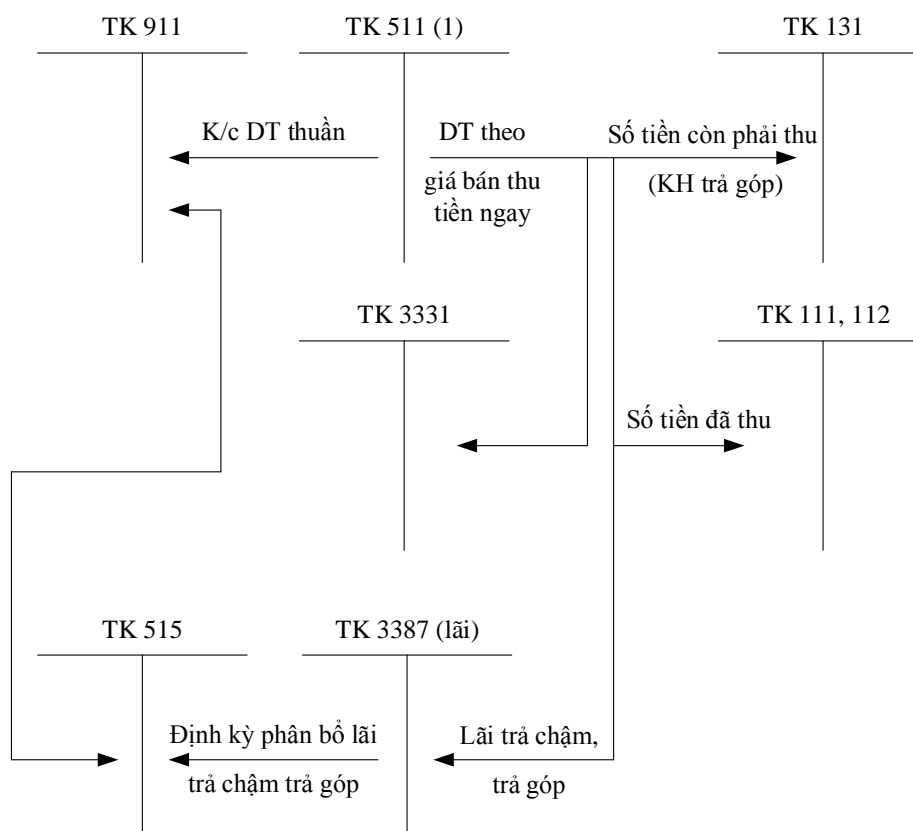 TK 911
TK 511 (1)
TK 131
K/c DT thuần
DT theo
giá bán thu
tiền ngay
Số tiền còn phải thu
(KH trả góp)
TK 3331
TK 111, 112
Số tiền đã thu
TK 515
TK 3387 (lãi)
Định kỳ phân bổ lãi
trả chậm trả góp
Lãi trả chậm,
trả góp